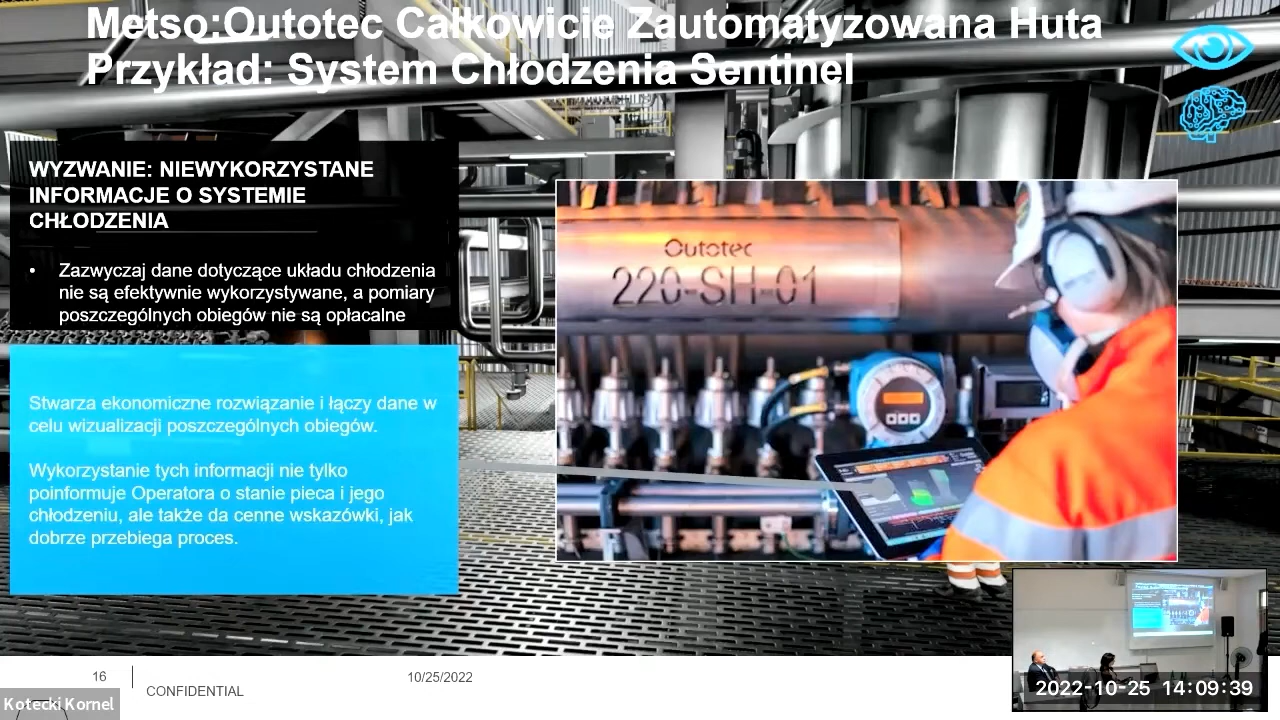 Metso:Outotec Całkowicie Zautomatyzowana Huta
Przykład: System Chłodzenia Sentinel
WYZWANIE: NIEWYKORZYSTANE
INFORMACJE O SYSTEMIE
CHŁODZENIA
• Zazwyczaj dane dotyczące układu chłodzenia
nie są efektywnie wykorzystywane, a pomiary
poszczególnych obiegów nie są opłacalne
Stwarza ekonomiczne rozwiązanie i łączy dane w
celu wizualizacji poszczególnych obiegów.
Wykorzystanie tych informacji nie tylko
poinformuje Operatora o stanie pieca i jego
chłodzeniu, ale także da cenne wskazówki, jak
dobrze przebiega proces.
Outotec
220-SH-01
16
CONFIDENTIAL
10/25/2022
Kotecki Kornel
2022-10-25 14:09:39